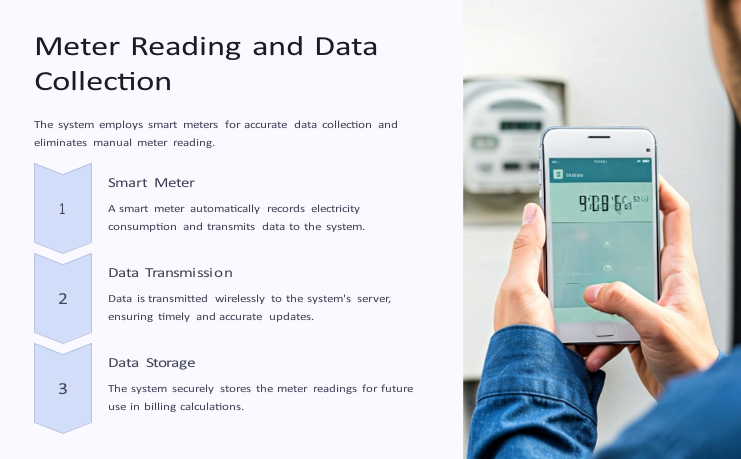 Meter Reading and Data
Collection
The system employs smart meters for accurate data collection and
eliminates manual meter reading.
1
Smart Meter
A smart meter automatically records electricity
consumption and transmits data to the system.
2
Data Transmission
Data is transmitted wirelessly to the system's server,
ensuring timely and accurate updates.
3
Data Storage
The system securely stores the meter readings for future
use in billing calculations.